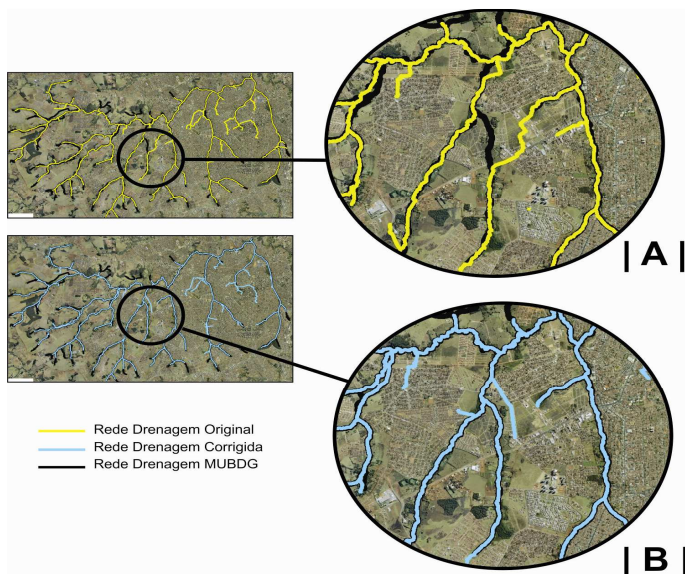 | A |
Rede Drenagem Original
Rede Drenagem Corrigida
Rede Drenagem MUBDG
| B |